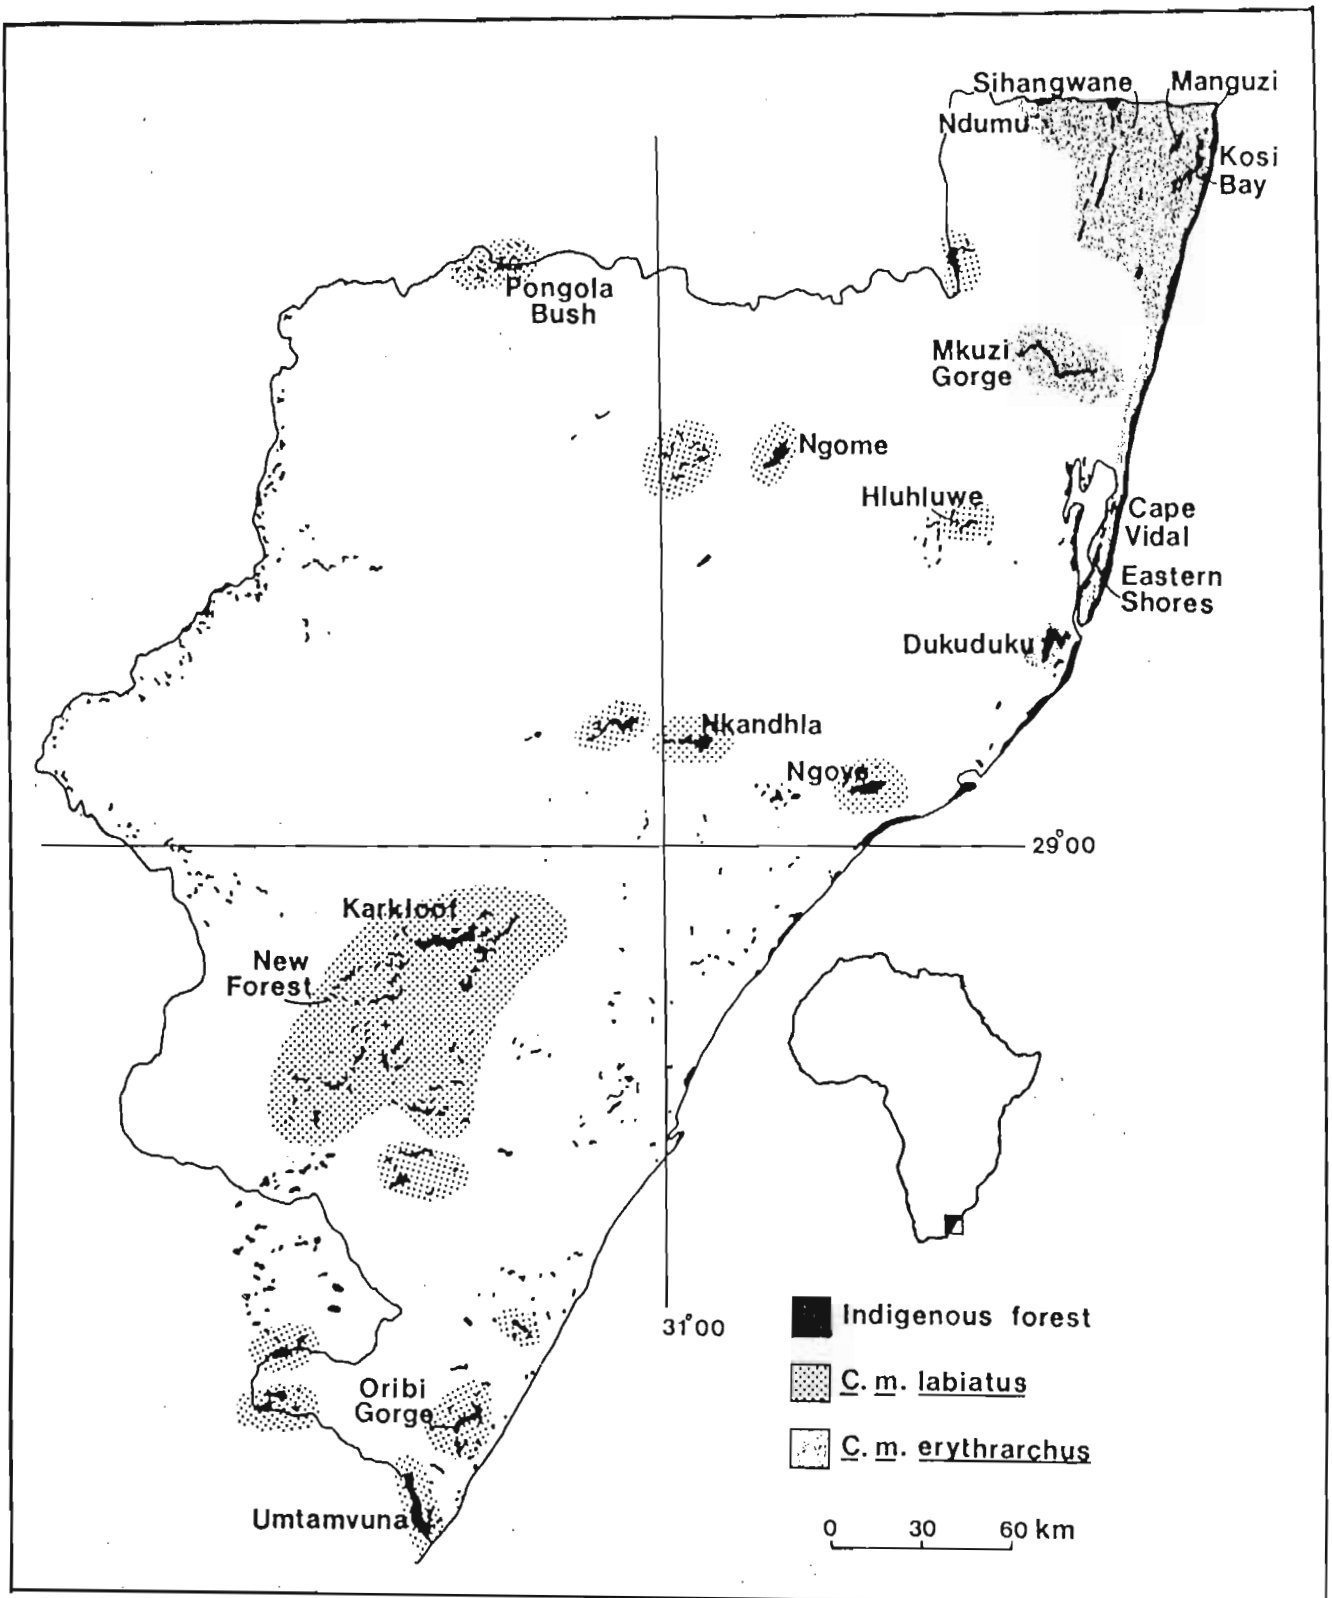 Sihangwane
Manguzi
Ndumu
Kosi
Bay
Pongola
Bush
Mkuzi
Gorge
Ngome
Hluhluwe
Cape
Vidal
Eastern
Shores
Dukuduku
Nkandhla
Ngoye
29°00
Karkloof
New
Forest
31°00
Indigenous forest
C. m. labiatus
C. m. erythrarchus
Oribi
Gorge
Umtamvuna
0 30 60 km